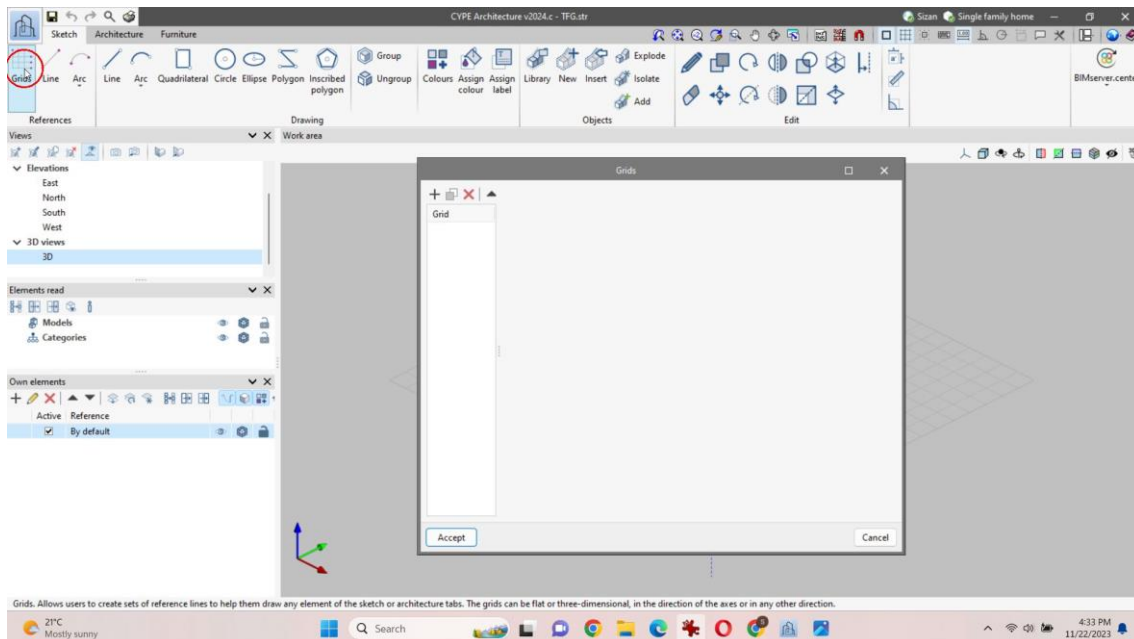 CYPE Architecture v2024.c - TFG.str
Sizan
Single family home
Sketch
Architecture
Furniture
Grids
Line
Arc
Line
Arc
Quadrilateral
Circle
Ellipse
Polygon
Inscribed
polygon
Group
Ungroup
Colours
Assign
colour
Assign
label
Library
New
Insert
Explode
Isolate
Add
BIMserver.cente
References
Drawing
Objects
Edit
Views
Work area
Elevations
East
North
South
West
3D views
3D
Elements read
Models
Categories
Own elements
Active Reference
By default
Grids
Grid
Accept
Cancel
Grids. Allows users to create sets of reference lines to help them draw any element of the sketch or architecture tabs. The grids can be flat or three-dimensional, in the direction of the axes or in any other direction.
21°C
Mostly sunny
Search
4:33 PM
11/22/2023